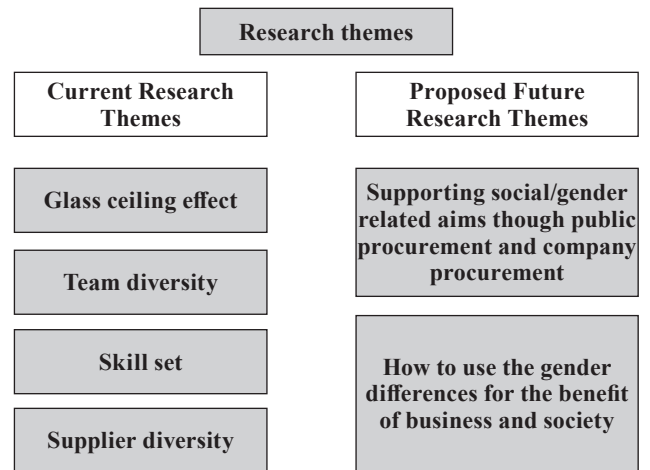 Research themes
Current Research
Themes
Glass ceiling effect
Team diversity
Skill set
Supplier diversity
Proposed Future
Research Themes
Supporting social/gender
related aims though public
procurement and company
procurement
How to use the gender
differences for the benefit
of business and society